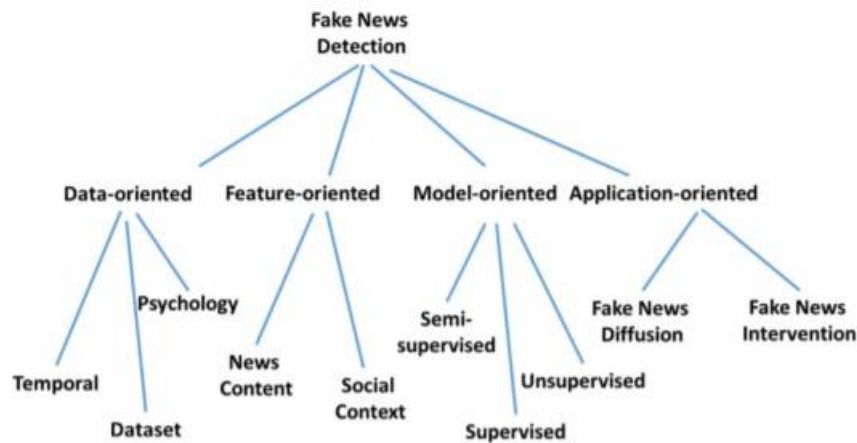 Fake News
Detection
Data-oriented
Feature-oriented
Model-oriented
Application-oriented
Psychology
Temporal
Dataset
News
Content
Social
Context
Semi-
supervised
Unsupervised
Supervised
Fake News
Diffusion
Fake News
Intervention